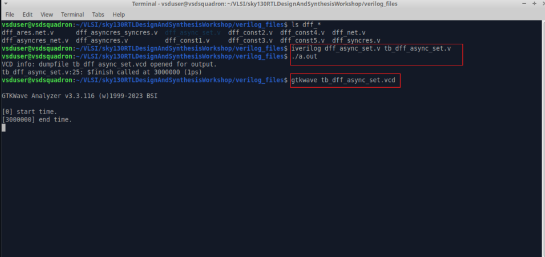 Terminal - vsduser@vsdsquadron:~/VLSI/sky130RTLDesignAndSynthesisWorkshop/verilog_files
File Edit View Terminal Tabs Help
vsduser@vsdsquadron:~/VLSI/sky130RTLDesignAndSynthesisWorkshop/verilog_files$ ls dff_*
dff_ares.net.v dff_asyncres_syncres.v dff_const2.v dff_const4.v dff_net.v
dff_asyncres_net.v dff_asyncres.v dff_const1.v dff_const3.v dff_const5.v dff_syncres.v
vsduser@vsdsquadron:~/VLSI/sky130RTLDesignAndSynthesisWorkshop/verilog_files$ iverilog dff_async_set.v tb_dff_async_set.v
vsduser@vsdsquadron:~/VLSI/sky130RTLDesignAndSynthesisWorkshop/verilog_files$ ./a.out
VCD info: dumpfile tb_dff_async_set.vcd opened for output.
tb_dff_async_set.v:25: $finish called at 3000000 (1ps)
vsduser@vsdsquadron:~/VLSI/sky130RTLDesignAndSynthesisWorkshop/verilog_files$ gtkwave tb_dff_async_set.vcd
GTKWave Analyzer v3.3.116 (w)1999-2023 BSI
[0] start time.
[3000000] end time.